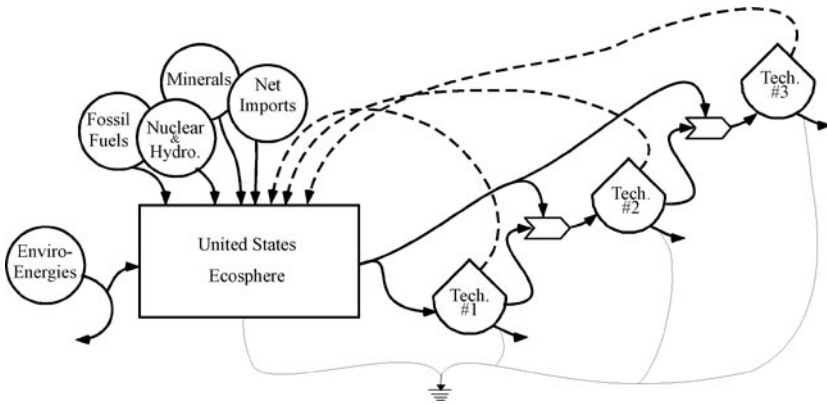 Minerals
Net
Imports
Fossil
Fuels
Nuclear
&
Hydro.
Tech.
#3
Tech.
#2
United States
Ecosphere
Enviro-
Energies
Tech.
#1